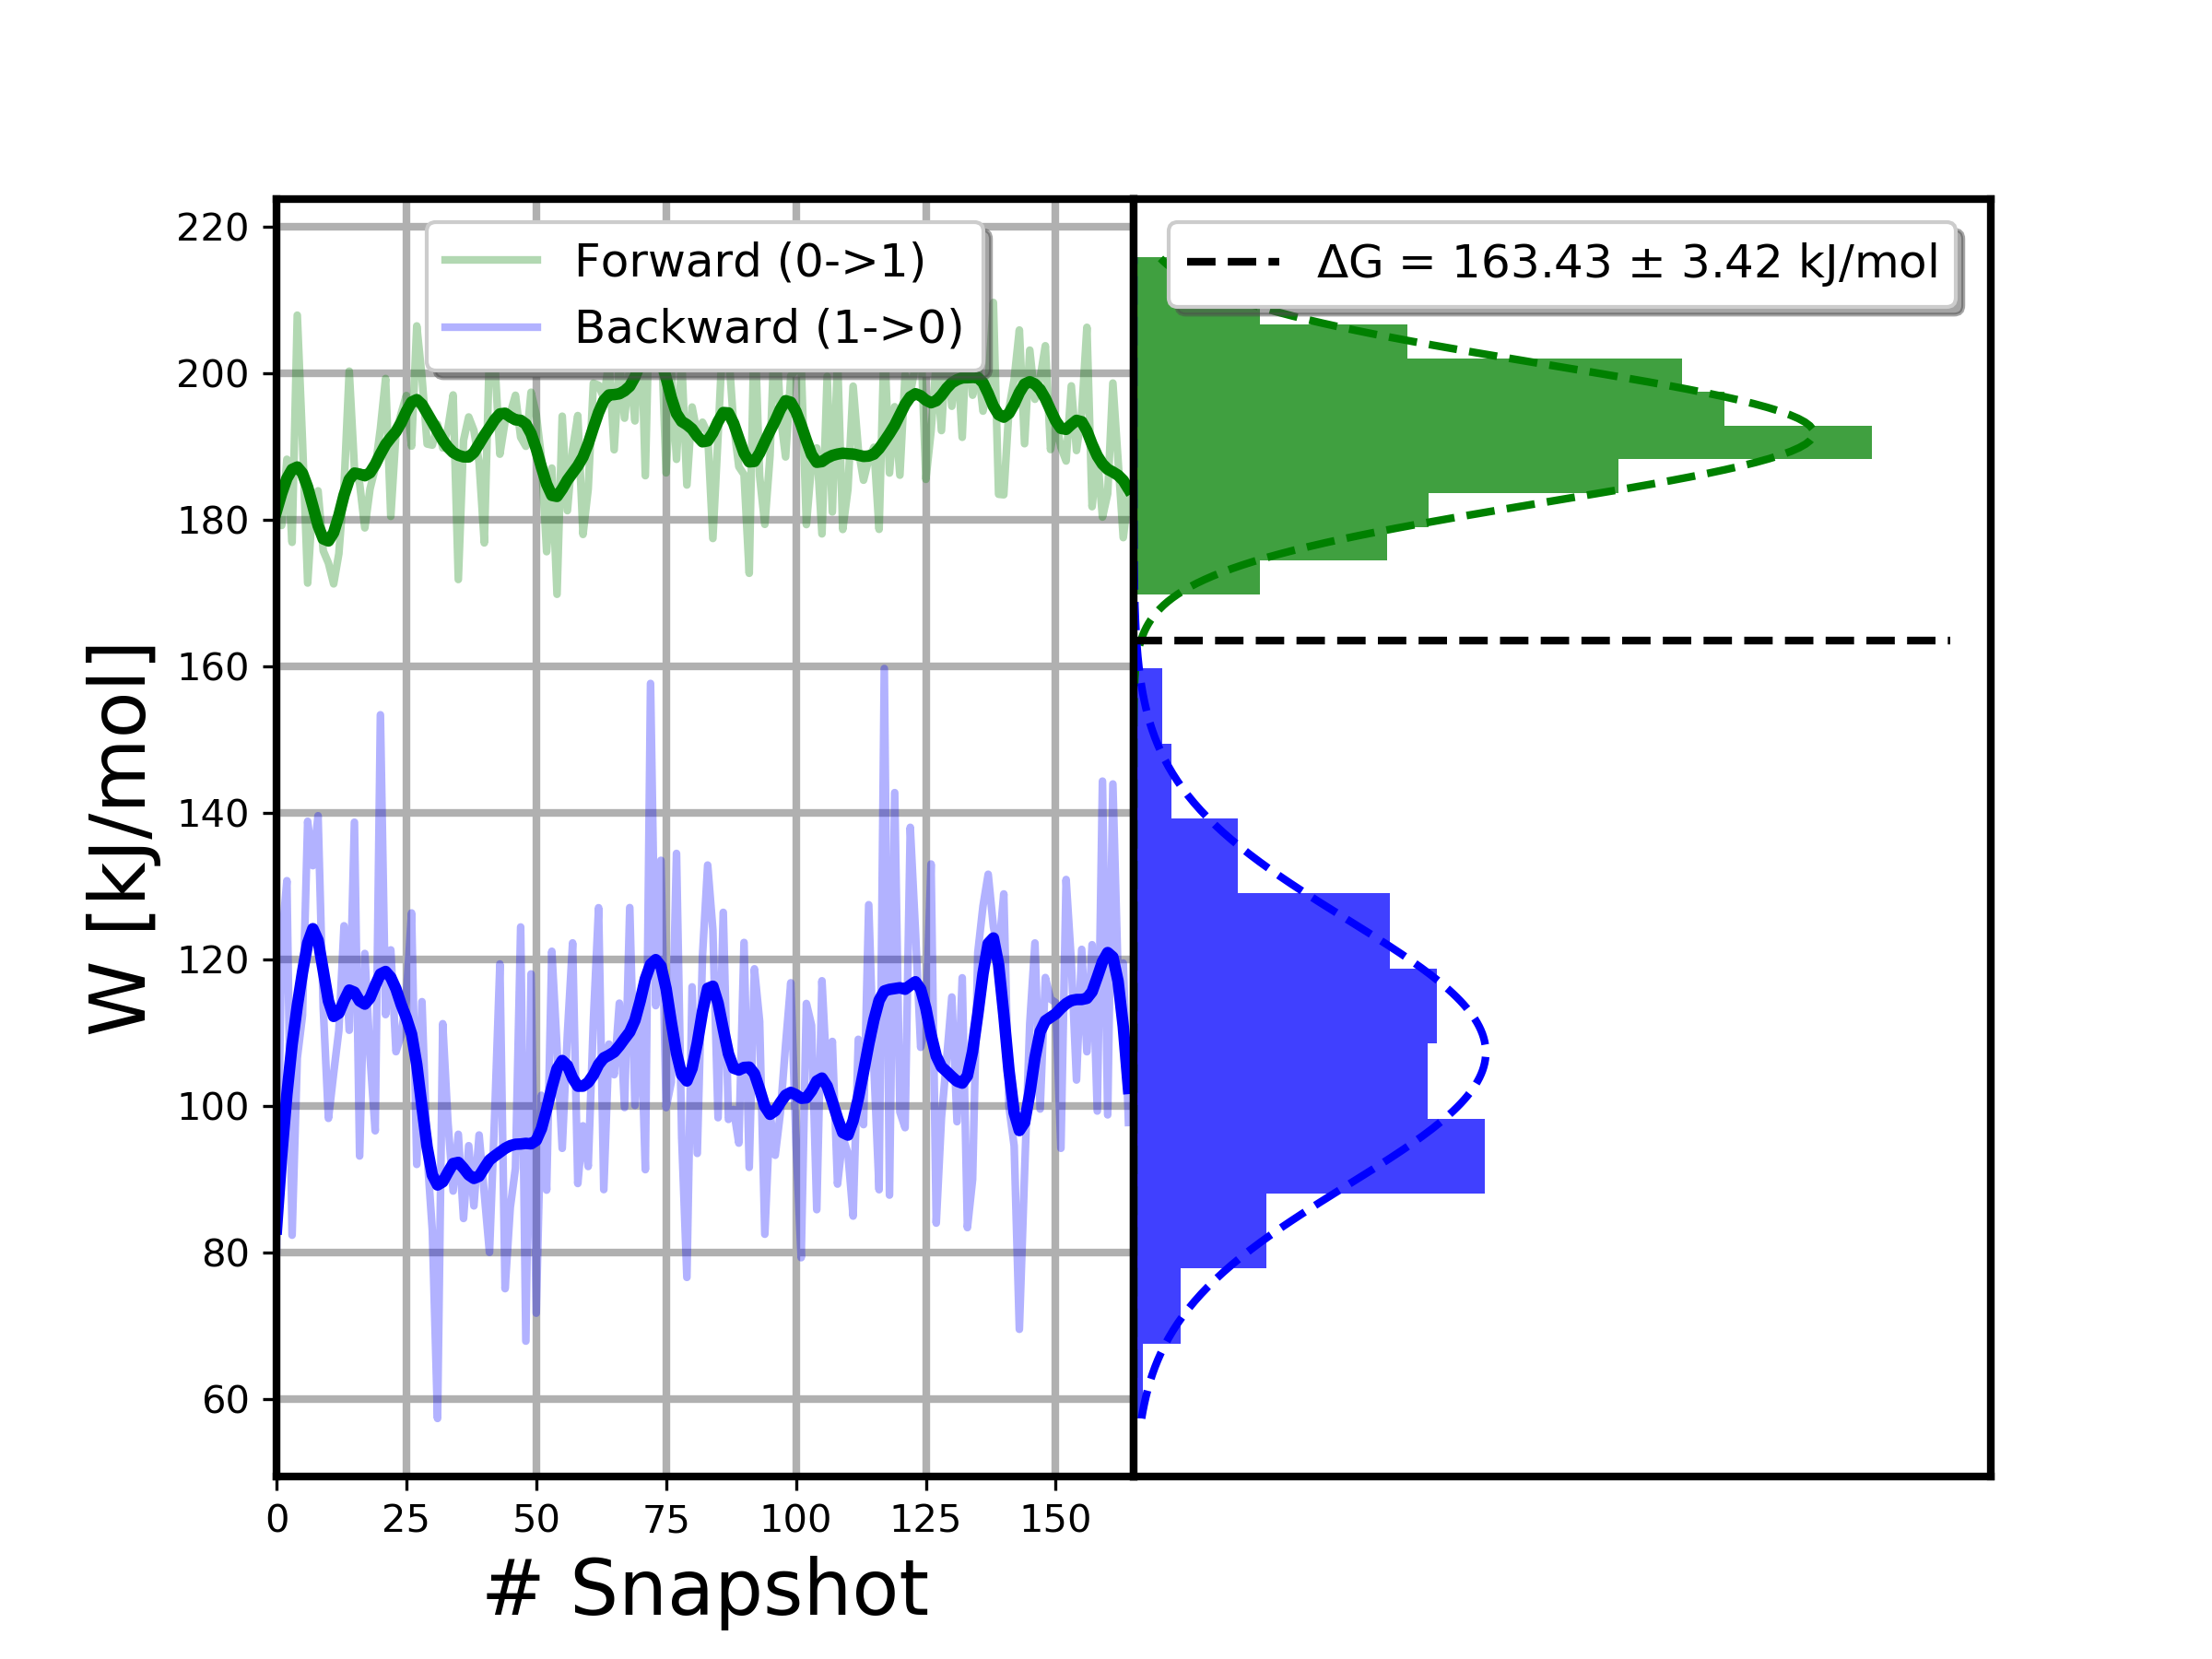 Forward (0->1)
Backward (1->0)
ΔG = 163.43 ± 3.42 kJ/mol
W [kJ/mol]
220
200
180
160
140
120
100
80
60
0 25 50 75 100 125 150
# Snapshot